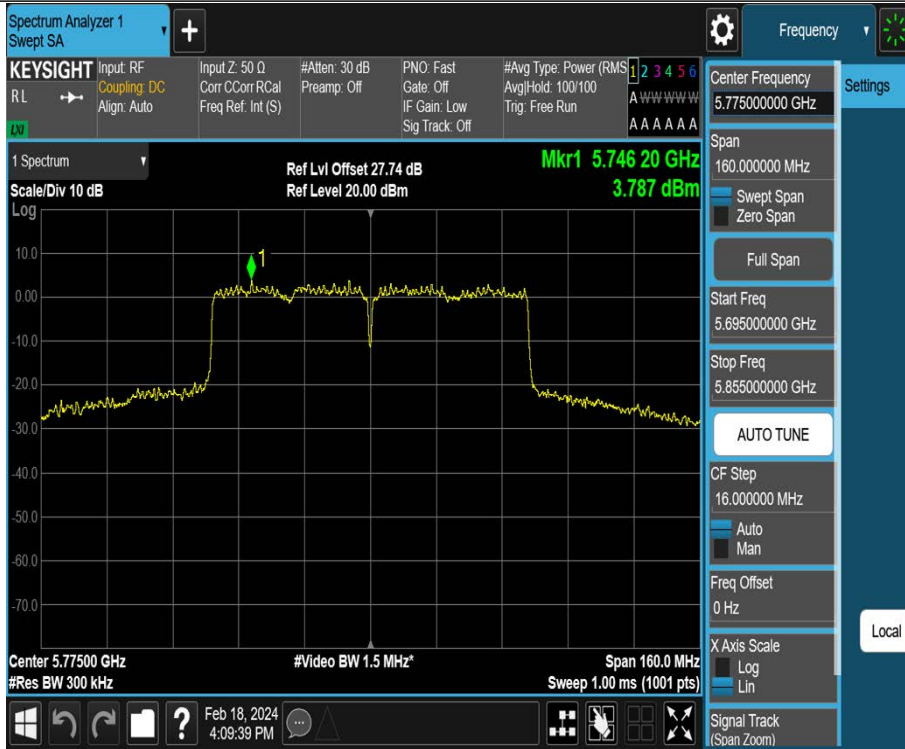 Spectrum Analyzer 1
Swept SA
+
Frequency
KEYSIGHT
RL
LXI
Input: RF
Coupling: DC
Align: Auto
Input Z: 50 Ω
Corr CCorr RCal
Freq Ref: Int (S)
#Atten: 30 dB
Preamp: Off
PNO: Fast
Gate: Off
IF Gain: Low
Sig Track: Off
#Avg Type: Power (RMS
Avg|Hold: 100/100
Trig: Free Run
1 2 3 4 5 6
A W W W W W
A A A A A A
1 Spectrum
Scale/Div 10 dB
Log
Ref Lvl Offset 27.74 dB
Ref Level 20.00 dBm
Mkr1 5.746 20 GHz
3.787 dBm
1
10.0
0.00
-10.0
-20.0
-30.0
-40.0
-50.0
-60.0
-70.0
Center 5.77500 GHz
#Res BW 300 kHz
#Video BW 1.5 MHz*
Span 160.0 MHz
Sweep 1.00 ms (1001 pts)
Center Frequency
5.775000000 GHz
Span
160.000000 MHz
Swept Span
Zero Span
Full Span
Start Freq
5.695000000 GHz
Stop Freq
5.855000000 GHz
AUTO TUNE
CF Step
16.000000 MHz
Auto
Man
Freq Offset
0 Hz
X Axis Scale
Log
Lin
Signal Track
(Span Zoom)
Settings
Local
?
Feb 18, 2024
4:09:39 PM